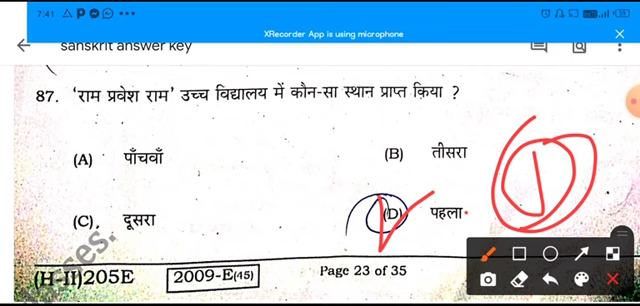 7:41
XRecorder App is using microphone
sanskrit answer key
87. 'राम प्रवेश राम' उच्च विद्यालय में कौन-सा स्थान प्राप्त किया ?
(A) पाँचवाँ
(B) तीसरा
(C) दूसरा
(D) पहला
1
(H-II)205E
2009-E(45)
Page 23 of 35